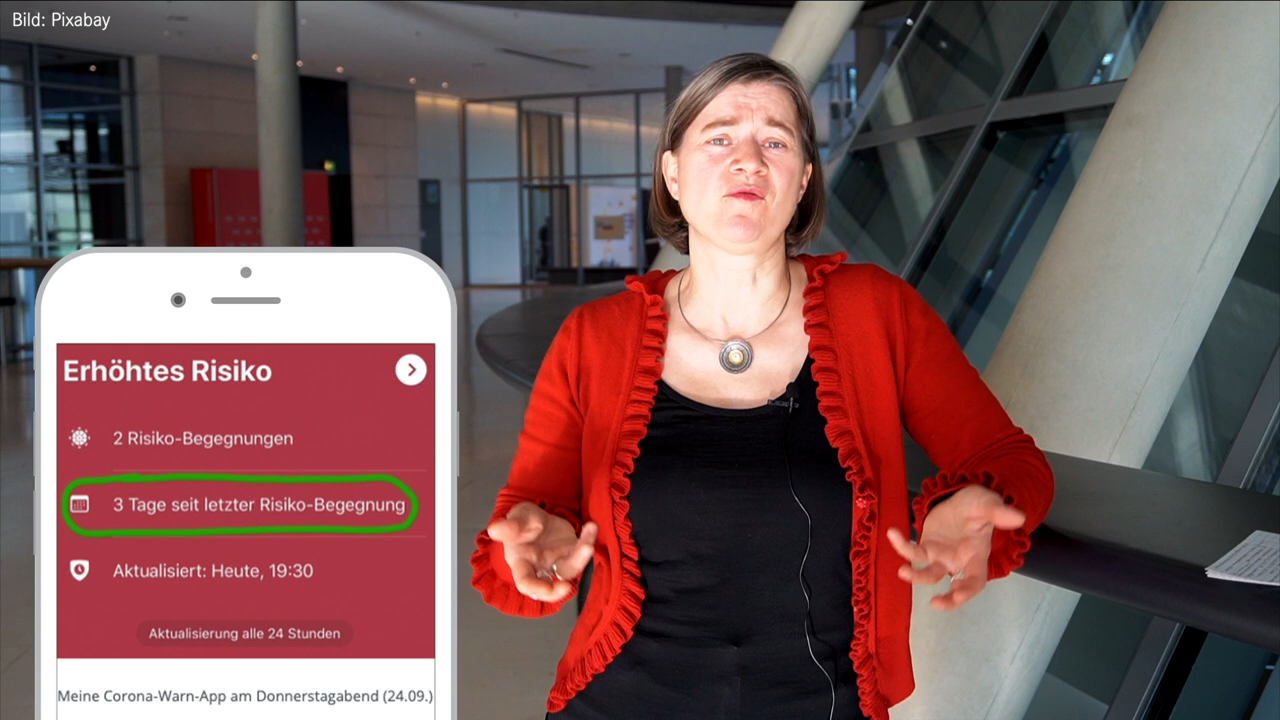 Bild: Pixabay
Erhöhtes Risiko
2 Risiko-Begegnungen
3 Tage seit letzter Risiko-Begegnung
Aktualisiert: Heute, 19:30
Aktualisierung alle 24 Stunden
Meine Corona-Warn-App am Donnerstagabend (24.09.)